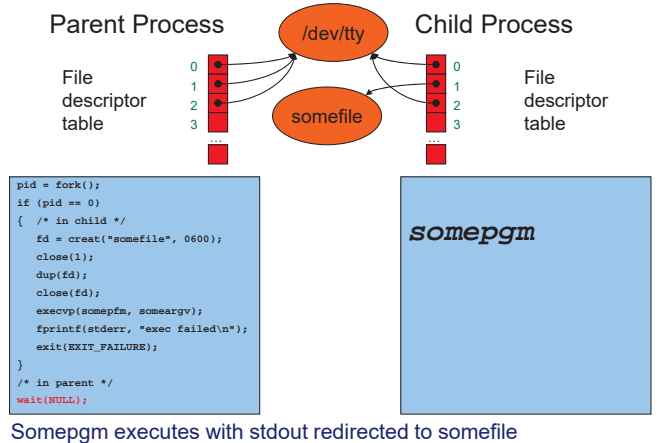 Parent Process
/dev/tty
Child Process
File
descriptor
table
0
1
2
3
...
somefile
0
1
2
3
...
File
descriptor
table
pid = fork();
if (pid == 0)
{ /* in child */
fd = creat("somefile", 0600);
close(1);
dup(fd);
close(fd);
execvp(somepfm, someargv);
fprintf(stderr, "exec failed\n");
exit(EXIT_FAILURE);
}
/* in parent */
wait(NULL);
somepgm
Somepgm executes with stdout redirected to somefile